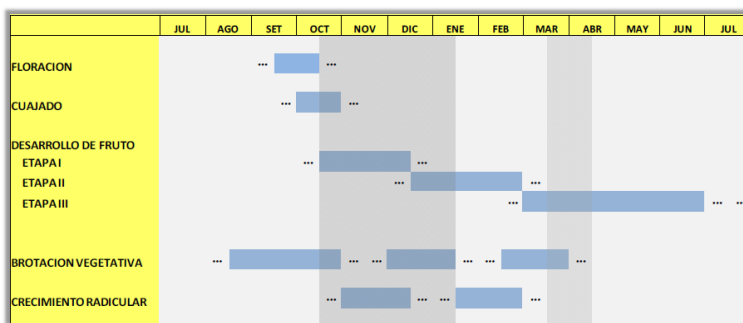 JUL AGO SET OCT NOV DIC ENE FEB MAR ABR MAY JUN JUL
FLORACION ... ...
CUAJADO ... ...
DESARROLLO DE FRUTO
ETAPA I ... ...
ETAPA II ... ...
ETAPA III ... ... ...
BROTACION VEGETATIVA ... ... ... ... ... ...
CRECIMIENTO RADICULAR ... ... ... ...